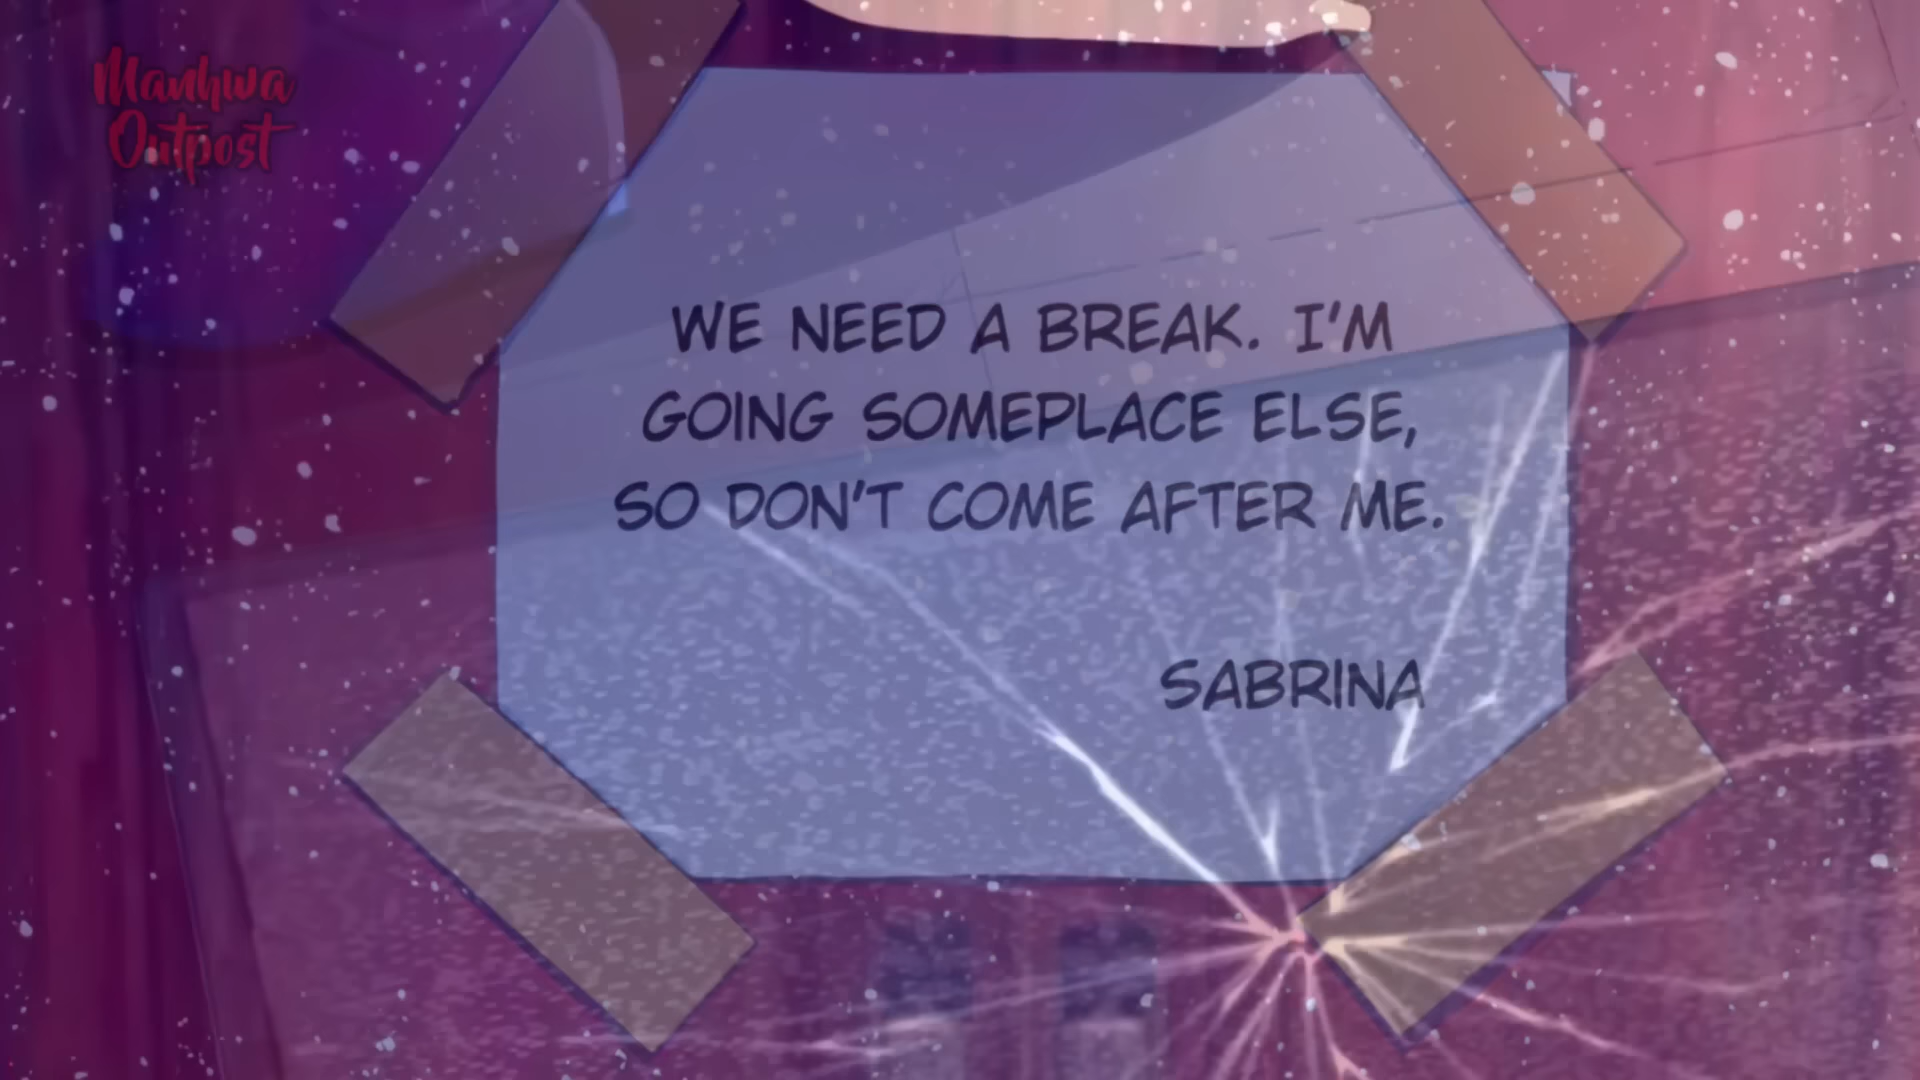 Manhwa
Outpost
WE NEED A BREAK. I'M
GOING SOMEPLACE ELSE,
SO DON'T COME AFTER ME.
SABRINA